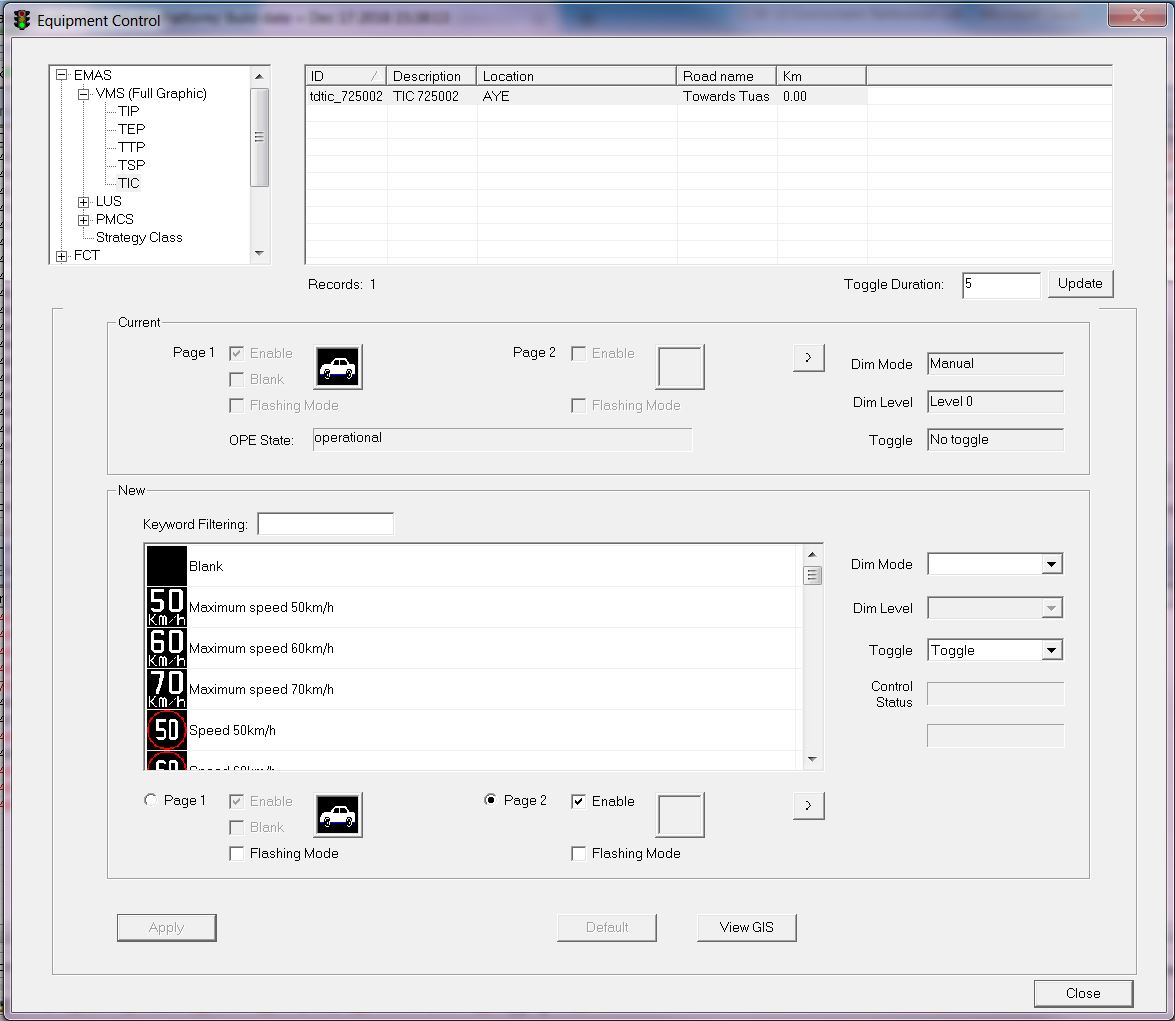 Equipment Control
EMAS
VMS (Full Graphic)
TIP
TEP
TTP
TSP
TIC
LUS
PMCS
Strategy Class
FCT
ID Description Location Road name Km
tdtic_725002 TIC 725002 AYE Towards Tuas 0.00
Records: 1
Toggle Duration: 5 Update
Current
Page 1 Enable
Blank
Flashing Mode
Page 2 Enable
Flashing Mode
>
OPE State: operational
Dim Mode Manual
Dim Level Level 0
Toggle No toggle
New
Keyword Filtering:
Blank
50 Km/h Maximum speed 50km/h
60 Km/h Maximum speed 60km/h
70 Km/h Maximum speed 70km/h
50 Speed 50km/h
60 Speed 60km/h
Dim Mode
Dim Level
Toggle Toggle
Control
Status
Page 1 Enable
Blank
Flashing Mode
Page 2 Enable
Flashing Mode
>
Apply Default View GIS
Close